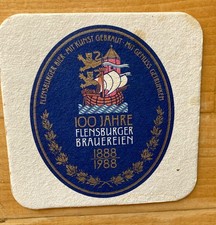 FLENSBURGER BIER · MIT KUNST GEBRAUT · MIT GENUSS GETRUNKEN
100 JAHRE
FLENSBURGER
BRAUEREIEN
1888
1988